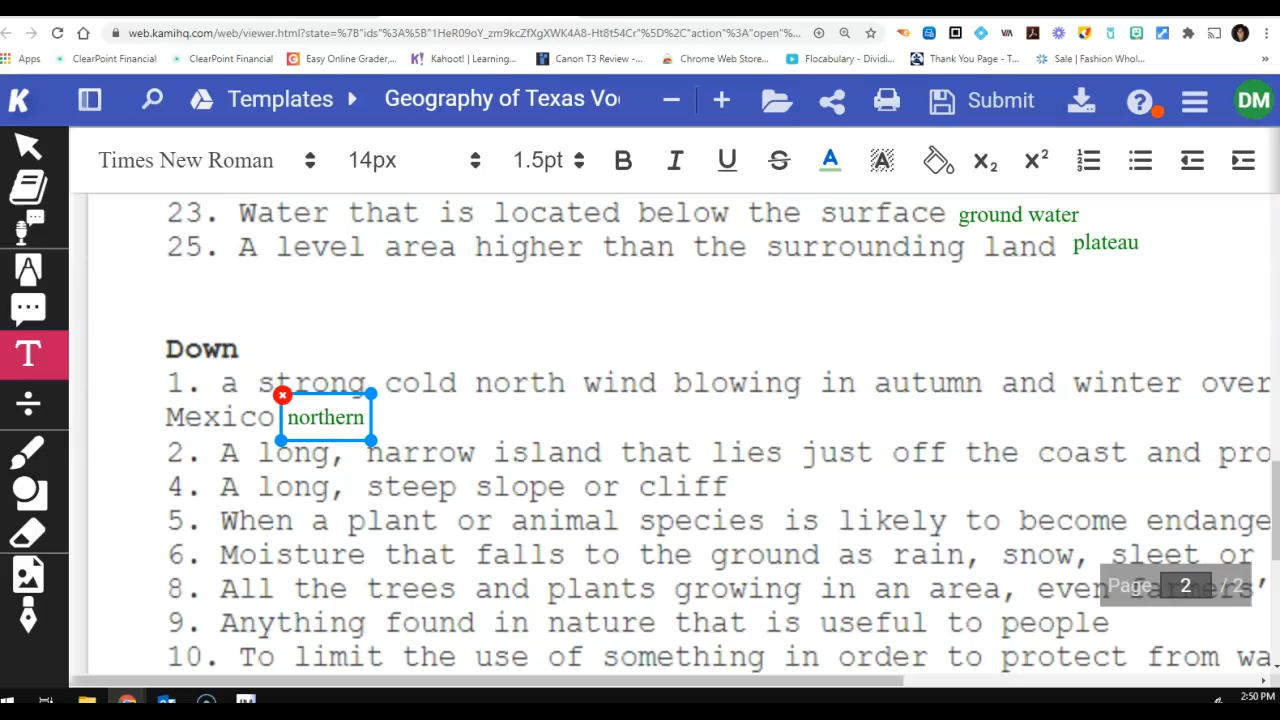 web.kamihq.com/web/viewer.html?state=%7B"ids"%3A%5B"1HeR09oY_zm9kcZfXgXWK4A8-Ht8t54Cr"%5D%2C"action"%3A"open"%...
Apps ClearPoint Financial ClearPoint Financial Easy Online Grader,... Kahoot! | Learning... Canon T3 Review -... Chrome Web Store... Flocabulary - Dividi... Thank You Page - T... Sale | Fashion Whol... »
K Templates Geography of Texas Vo Submit DM
Times New Roman 14px 1.5pt B I U S A A X2 X2
23. Water that is located below the surface ground water
25. A level area higher than the surrounding land plateau
Down
1. a strong cold north wind blowing in autumn and winter over
Mexico northern
2. A long, narrow island that lies just off the coast and pro
4. A long, steep slope or cliff
5. When a plant or animal species is likely to become endange
6. Moisture that falls to the ground as rain, snow, sleet or
8. All the trees and plants growing in an area, even farmers'
Page 2 / 2
9. Anything found in nature that is useful to people
10. To limit the use of something in order to protect from wa
2:50 PM